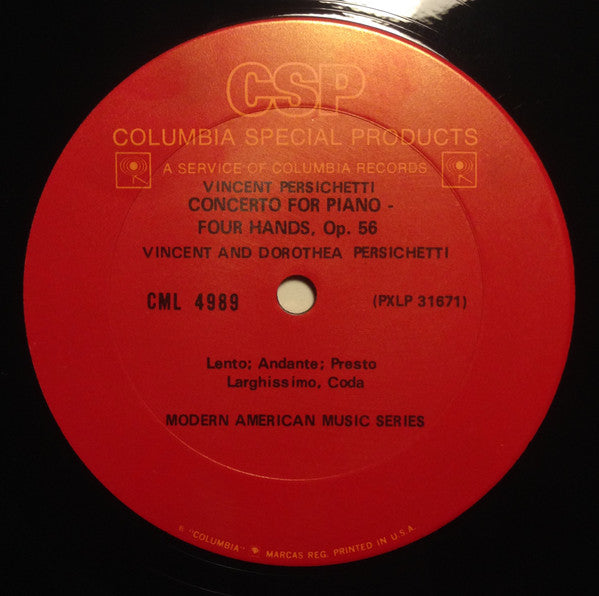 CSP
COLUMBIA SPECIAL PRODUCTS
A SERVICE OF COLUMBIA RECORDS
VINCENT PERSICHETTI
CONCERTO FOR PIANO -
FOUR HANDS, Op. 56
VINCENT AND DOROTHEA PERSICHETTI
CML 4989
(PXLP 31671)
Lento; Andante; Presto
Larghissimo, Coda
MODERN AMERICAN MUSIC SERIES
® "COLUMBIA" MARCAS REG. PRINTED IN U.S.A.